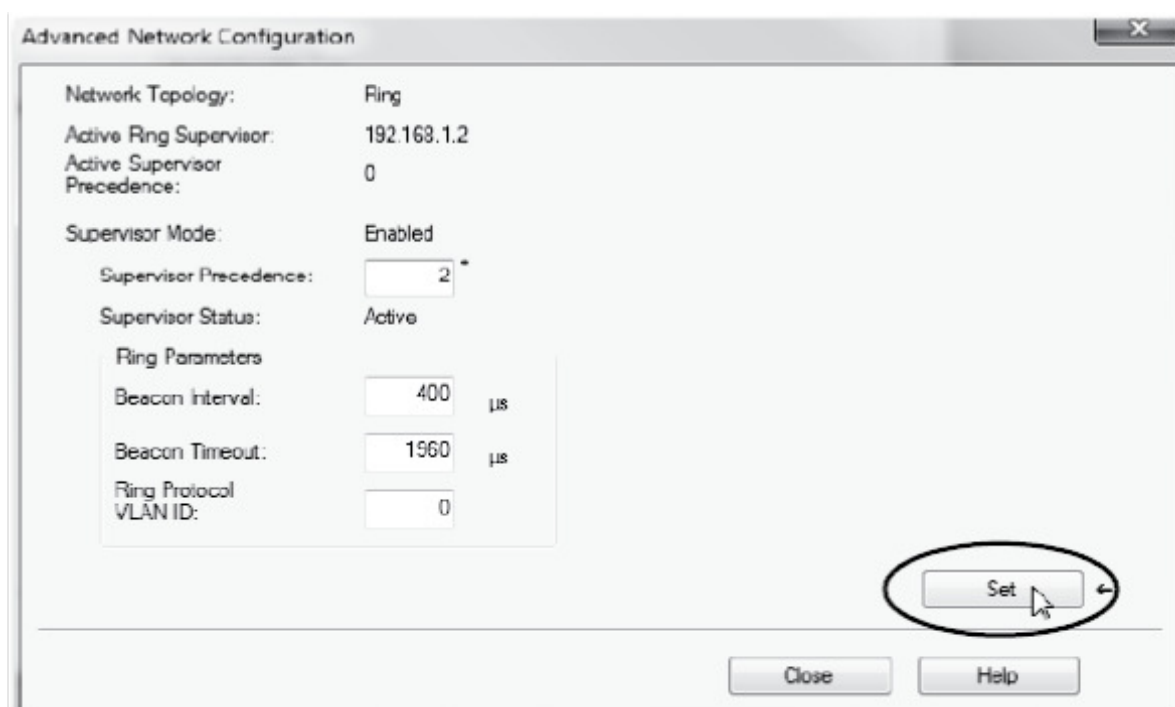 Advanced Network Configuration
Network Topology: Ring
Active Ring Supervisor: 192.168.1.2
Active Supervisor
Precedence: 0
Supervisor Mode: Enabled
Supervisor Precedence: 2 *
Supervisor Status: Active
Ring Parameters
Beacon Interval: 400 µs
Beacon Timeout: 1960 µs
Ring Protocol
VLAN ID: 0
Set ←
Close Help